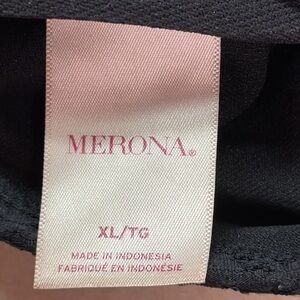 MERONA®
XL/TG
MADE IN INDONESIA
FABRIQUÉ EN INDONÉSIE